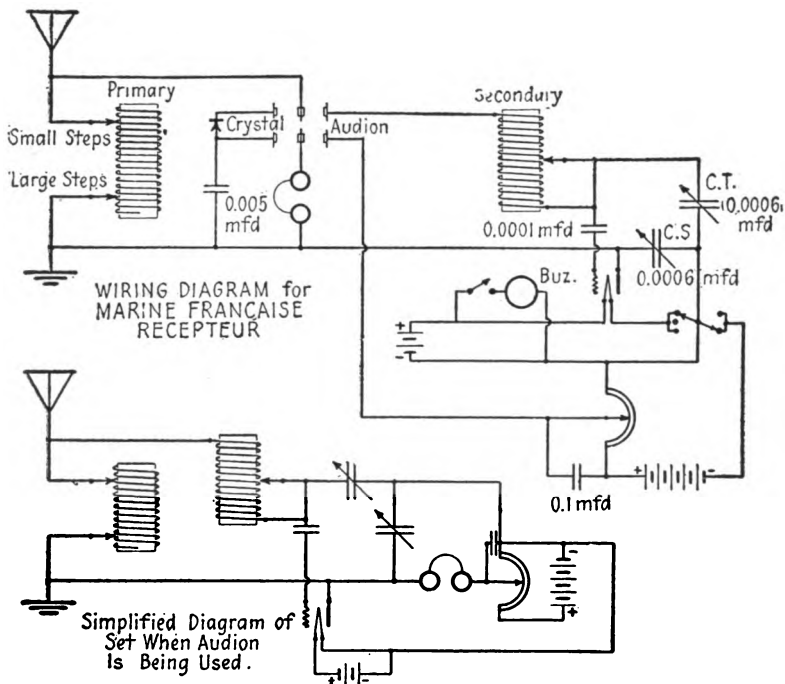 Primary
Secondary
Small Steps
Crystal
Audion
Large Steps
0.005
mfd
C.T.
0.0006
mfd
0.0001 mfd
C.S
0.0006 mfd
WIRING DIAGRAM for
MARINE FRANÇAISE
RECEPTEUR
Buz.
+
-
+
-
0.1 mfd
-
+
Simplified Diagram of
Set When Audion
Is Being Used.
+
-